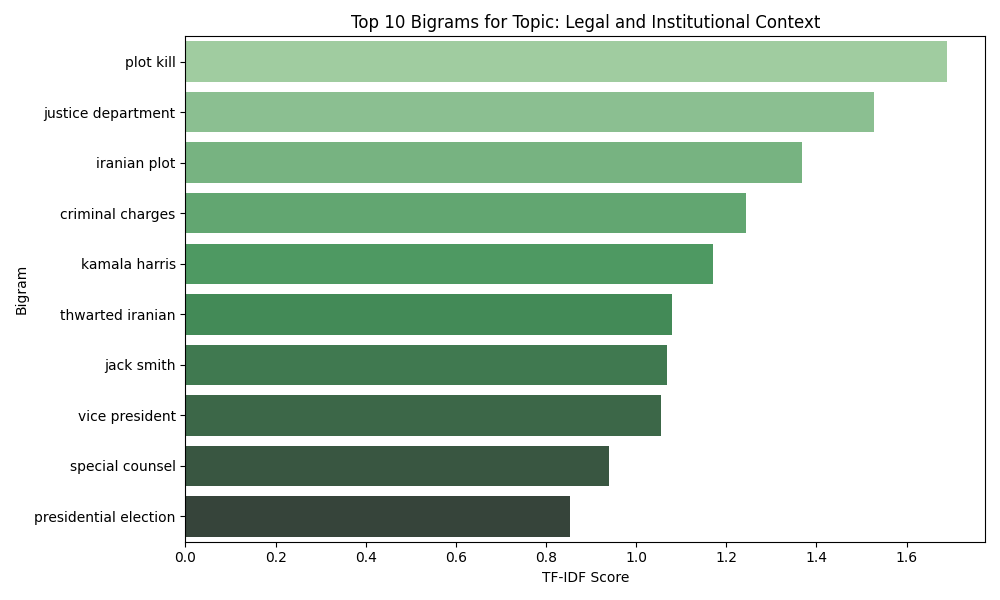 Top 10 Bigrams for Topic: Legal and Institutional Context
Bigram
plot kill
justice department
iranian plot
criminal charges
kamala harris
thwarted iranian
jack smith
vice president
special counsel
presidential election
0.0 0.2 0.4 0.6 0.8 1.0 1.2 1.4 1.6
TF-IDF Score